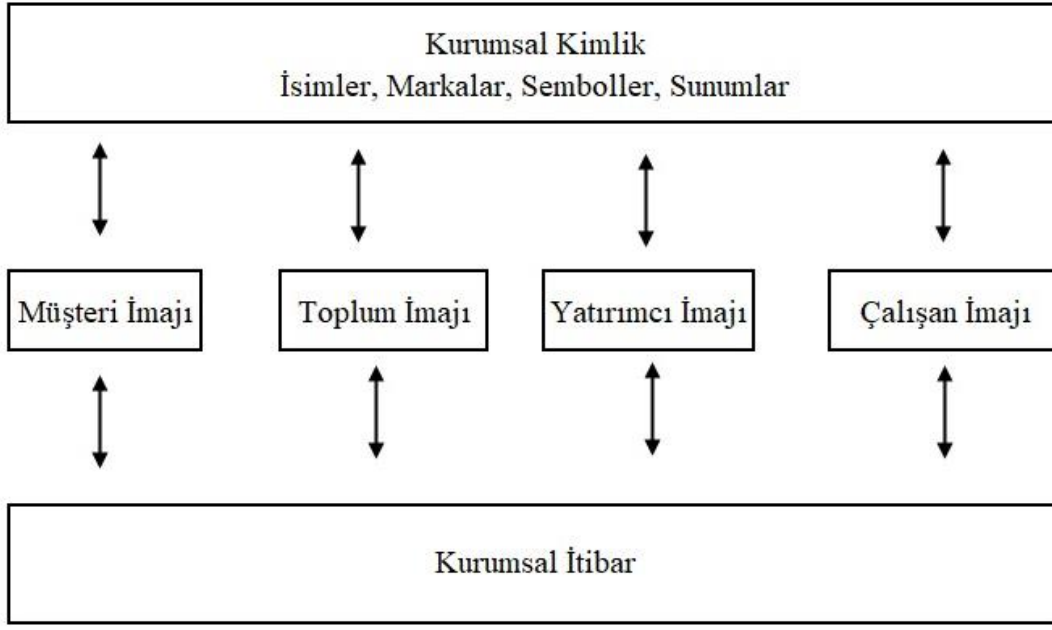 Kurumsal Kimlik
İsimler, Markalar, Semboller, Sunumlar
Müşteri İmajı
Toplum İmajı
Yatırımcı İmajı
Çalışan İmajı
Kurumsal İtibar